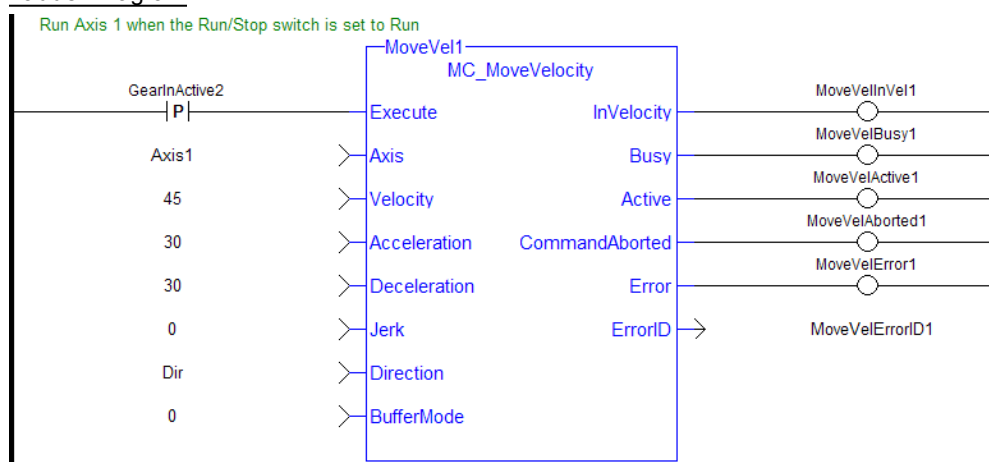 Run Axis 1 when the Run/Stop switch is set to Run
MoveVel1
MC_MoveVelocity
GearInActive2
P
Execute
InVelocity
MoveVelInVel1
Axis1
Axis
Busy
MoveVelBusy1
45
Velocity
Active
MoveVelActive1
30
Acceleration
CommandAborted
MoveVelAborted1
30
Deceleration
Error
MoveVelError1
0
Jerk
ErrorID
MoveVelErrorID1
Dir
Direction
0
BufferMode